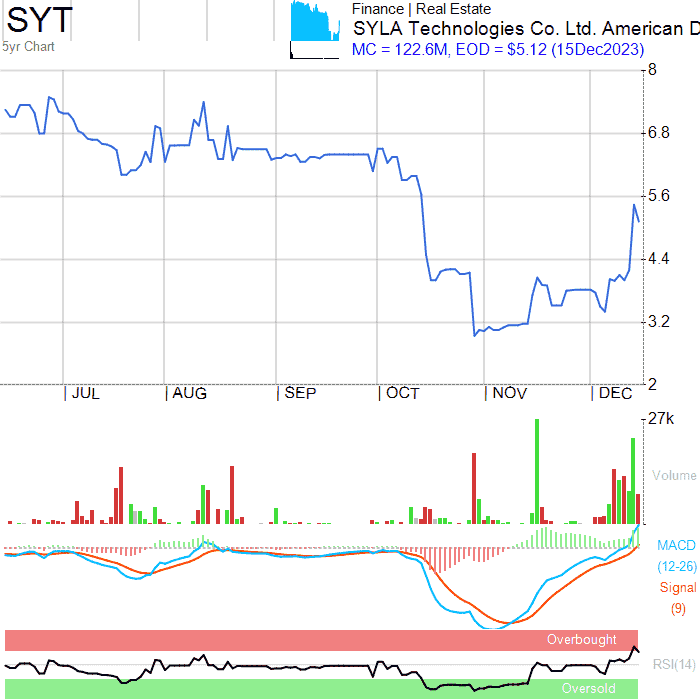 SYT
5yr Chart
Finance | Real Estate
SYLA Technologies Co. Ltd. American D
MC = 122.6M, EOD = $5.12 (15Dec2023)
8
6.8
5.6
4.4
3.2
2
JUL AUG SEP OCT NOV DEC
27k
Volume
MACD
(12-26)
Signal
(9)
Overbought
RSI(14)
Oversold